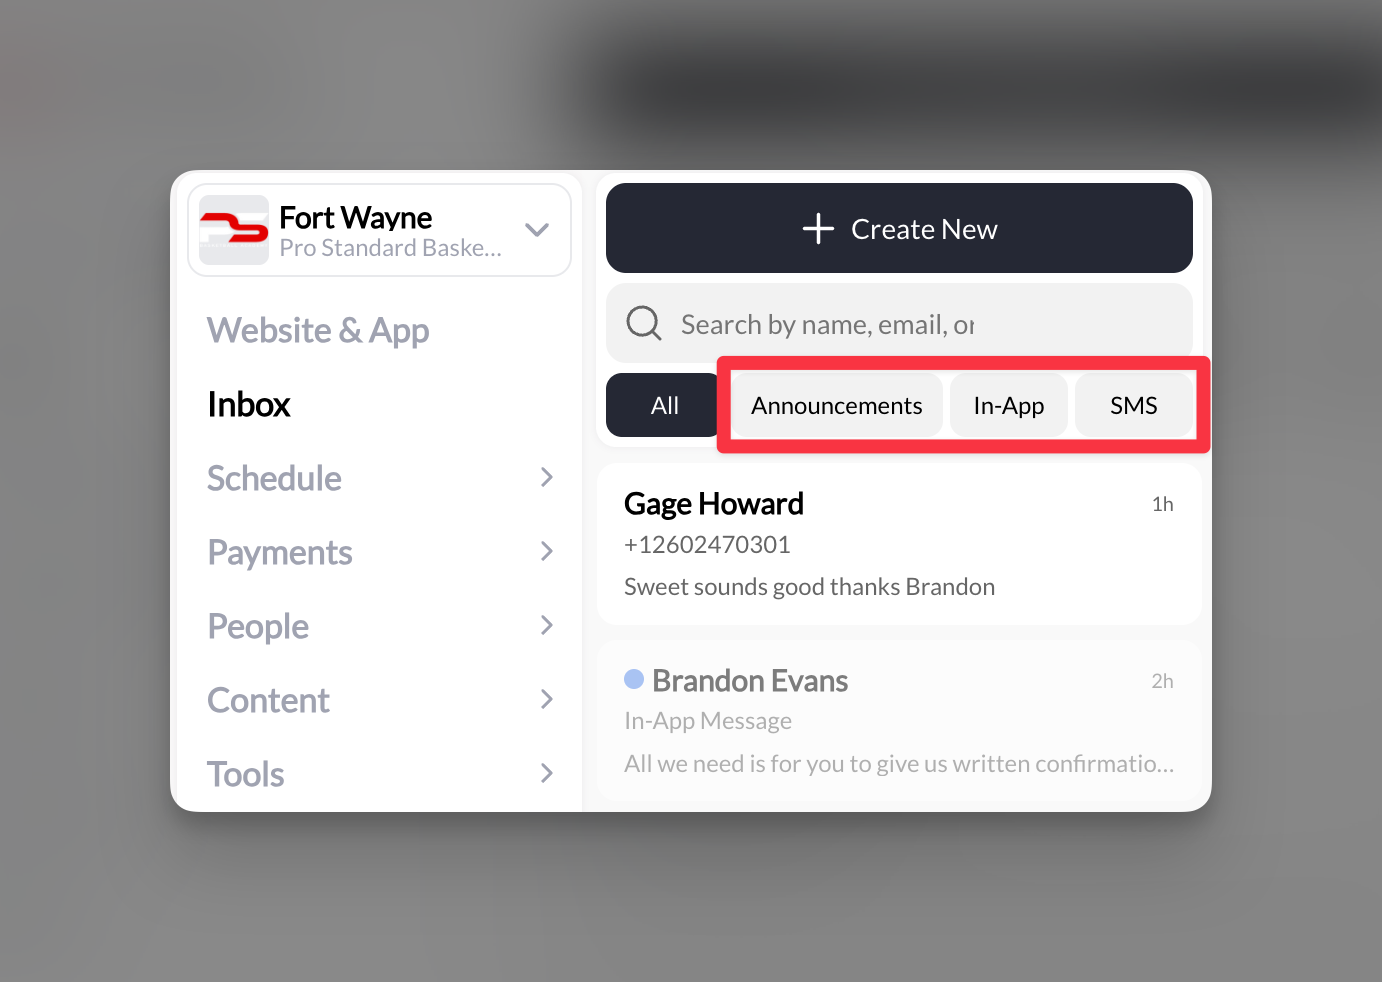 Fort Wayne
Pro Standard Baske...
Website & App
Inbox
Schedule
Payments
People
Content
Tools
Create New
Search by name, email, or
All
Announcements
In-App
SMS
Gage Howard
1h
+12602470301
Sweet sounds good thanks Brandon
Brandon Evans
2h
In-App Message
All we need is for you to give us written confirmatio...